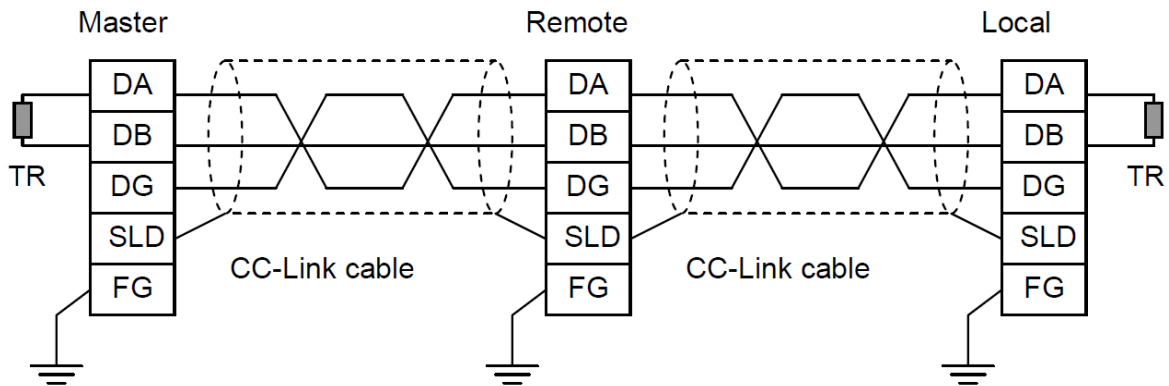 Master Remote Local
DA DA DA
DB DB DB
TR TR
DG DG DG
SLD SLD SLD
CC-Link cable CC-Link cable
FG FG FG